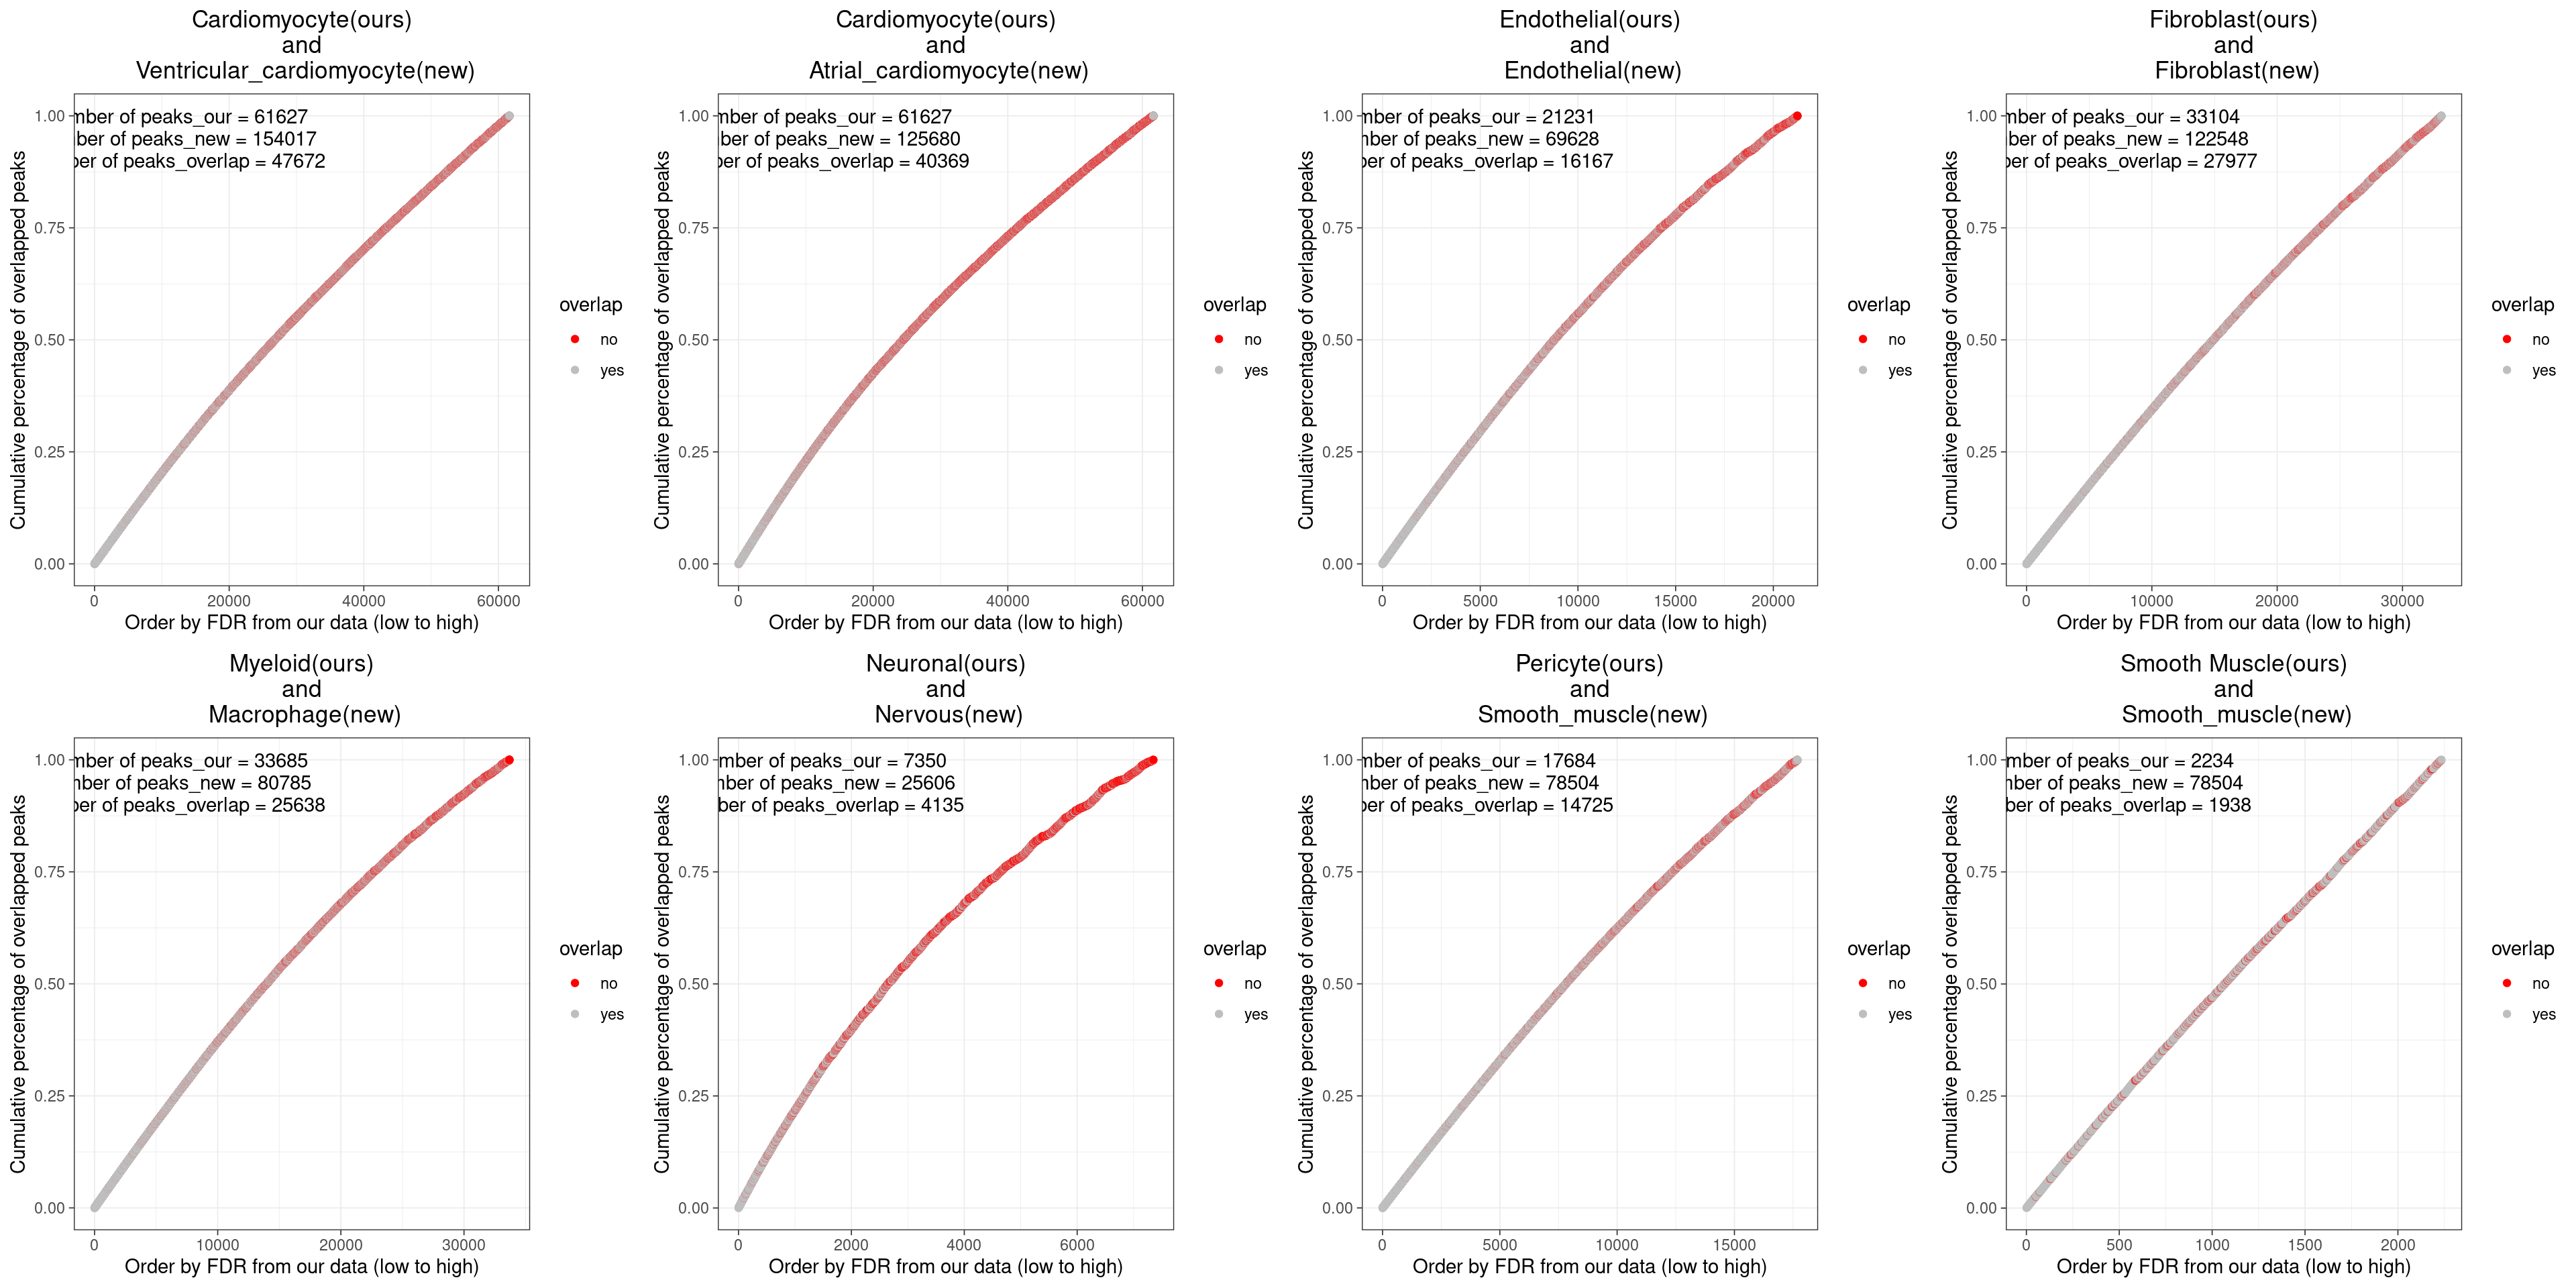 Cardiomyocyte(ours)
and
Ventricular_cardiomyocyte(new)
mber of peaks_our = 61627
ber of peaks_new = 154017
ber of peaks_overlap = 47672
1.00
0.75
0.50
0.25
0.00
Cumulative percentage of overlapped peaks
0 20000 40000 60000
Order by FDR from our data (low to high)
overlap
no
yes
Cardiomyocyte(ours)
and
Atrial_cardiomyocyte(new)
mber of peaks_our = 61627
mber of peaks_new = 125680
ber of peaks_overlap = 40369
1.00
0.75
0.50
0.25
0.00
Cumulative percentage of overlapped peaks
0 20000 40000 60000
Order by FDR from our data (low to high)
overlap
no
yes
Endothelial(ours)
and
Endothelial(new)
mber of peaks_our = 21231
mber of peaks_new = 69628
ber of peaks_overlap = 16167
1.00
0.75
0.50
0.25
0.00
Cumulative percentage of overlapped peaks
0 5000 10000 15000 20000
Order by FDR from our data (low to high)
overlap
no
yes
Fibroblast(ours)
and
Fibroblast(new)
mber of peaks_our = 33104
mber of peaks_new = 122548
ber of peaks_overlap = 27977
1.00
0.75
0.50
0.25
0.00
Cumulative percentage of overlapped peaks
0 10000 20000 30000
Order by FDR from our data (low to high)
overlap
no
yes
Myeloid(ours)
and
Macrophage(new)
mber of peaks_our = 33685
mber of peaks_new = 80785
ber of peaks_overlap = 25638
1.00
0.75
0.50
0.25
0.00
Cumulative percentage of overlapped peaks
0 10000 20000 30000
Order by FDR from our data (low to high)
overlap
no
yes
Neuronal(ours)
and
Nervous(new)
mber of peaks_our = 7350
mber of peaks_new = 25606
ber of peaks_overlap = 4135
1.00
0.75
0.50
0.25
0.00
Cumulative percentage of overlapped peaks
0 2000 4000 6000
Order by FDR from our data (low to high)
overlap
no
yes
Pericyte(ours)
and
Smooth_muscle(new)
mber of peaks_our = 17684
mber of peaks_new = 78504
ber of peaks_overlap = 14725
1.00
0.75
0.50
0.25
0.00
Cumulative percentage of overlapped peaks
0 5000 10000 15000
Order by FDR from our data (low to high)
overlap
no
yes
Smooth Muscle(ours)
and
Smooth_muscle(new)
mber of peaks_our = 2234
mber of peaks_new = 78504
ber of peaks_overlap = 1938
1.00
0.75
0.50
0.25
0.00
Cumulative percentage of overlapped peaks
0 500 1000 1500 2000
Order by FDR from our data (low to high)
overlap
no
yes